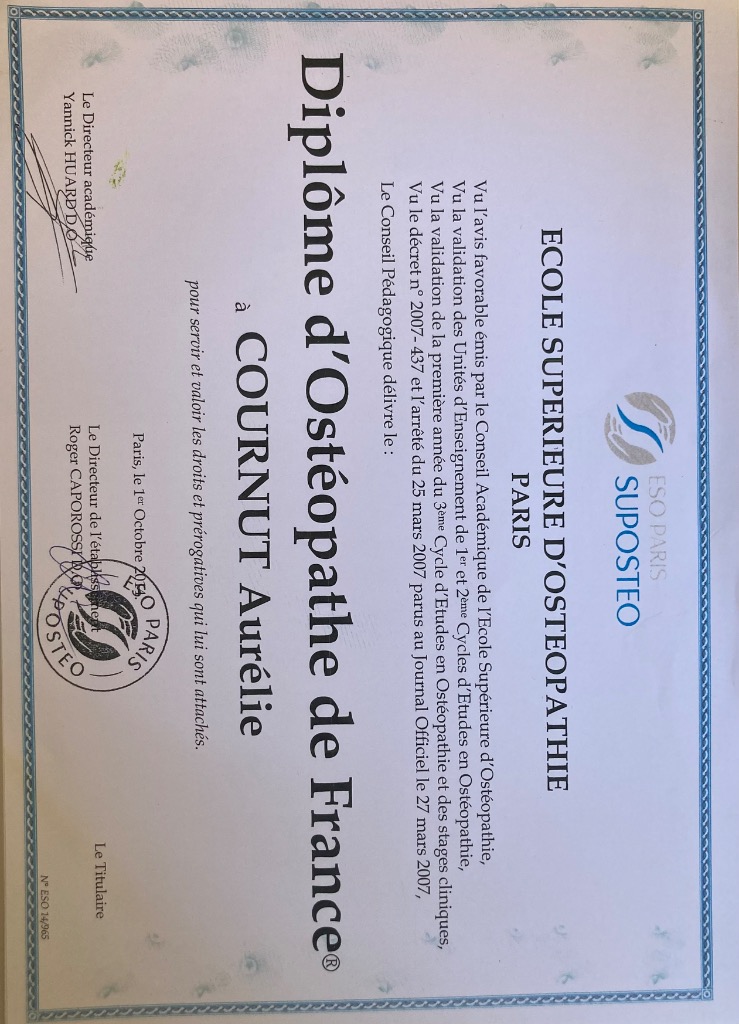 ESO PARIS
SUPOSTEO
ECOLE SUPERIEURE D'OSTEOPATHIE
PARIS
Vu l'avis favorable émis par le Conseil Académique de l'Ecole Supérieure d'Ostéopathie,
Vu la validation des Unités d'Enseignement de 1er et 2ème Cycles d'Etudes en Ostéopathie,
Vu la validation de la première année du 3ème Cycle d'Etudes en Ostéopathie et des stages cliniques,
Vu le décret n° 2007- 437 et l'arrêté du 25 mars 2007 parus au Journal Officiel le 27 mars 2007,
Le Conseil Pédagogique délivre le :
Diplôme d'Ostéopathe de France®
à COURNUT Aurélie
pour servir et valoir les droits et prérogatives qui lui sont attachés.
Paris, le 1er Octobre
Le Directeur académique
Yannick HUARD D.O.
Le Directeur de l'établissement
Roger CAPOROSSI D.O.
Le Titulaire
ESO PARIS
SUPOSTEO
N° ESO 14/965